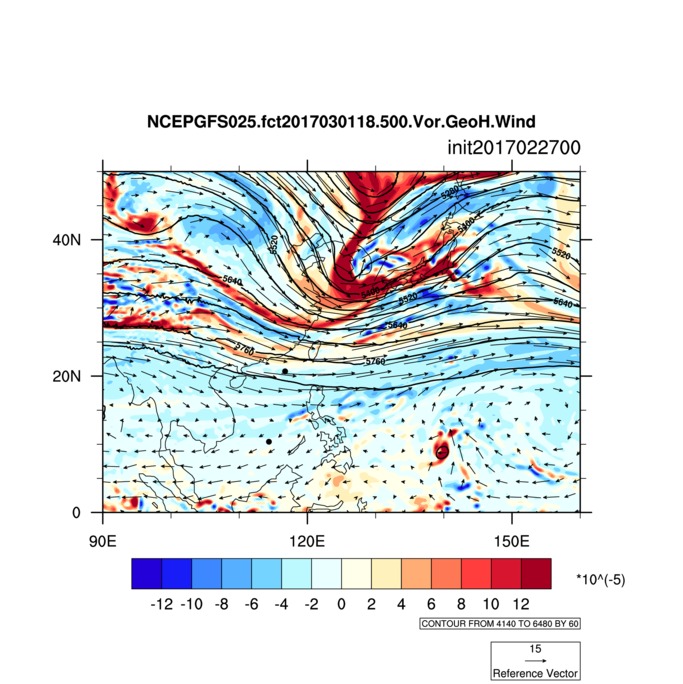 NCEPGFS025.fct2017030118.500.Vor.GeoH.Wind
init2017022700
40N
20N
0
90E 120E 150E
5280
5400
5520
5520
5640
5400
5520
5640
5640
5760
5760
-12 -10 -8 -6 -4 -2 0 2 4 6 8 10 12
*10^(-5)
CONTOUR FROM 4140 TO 6480 BY 60
15
Reference Vector